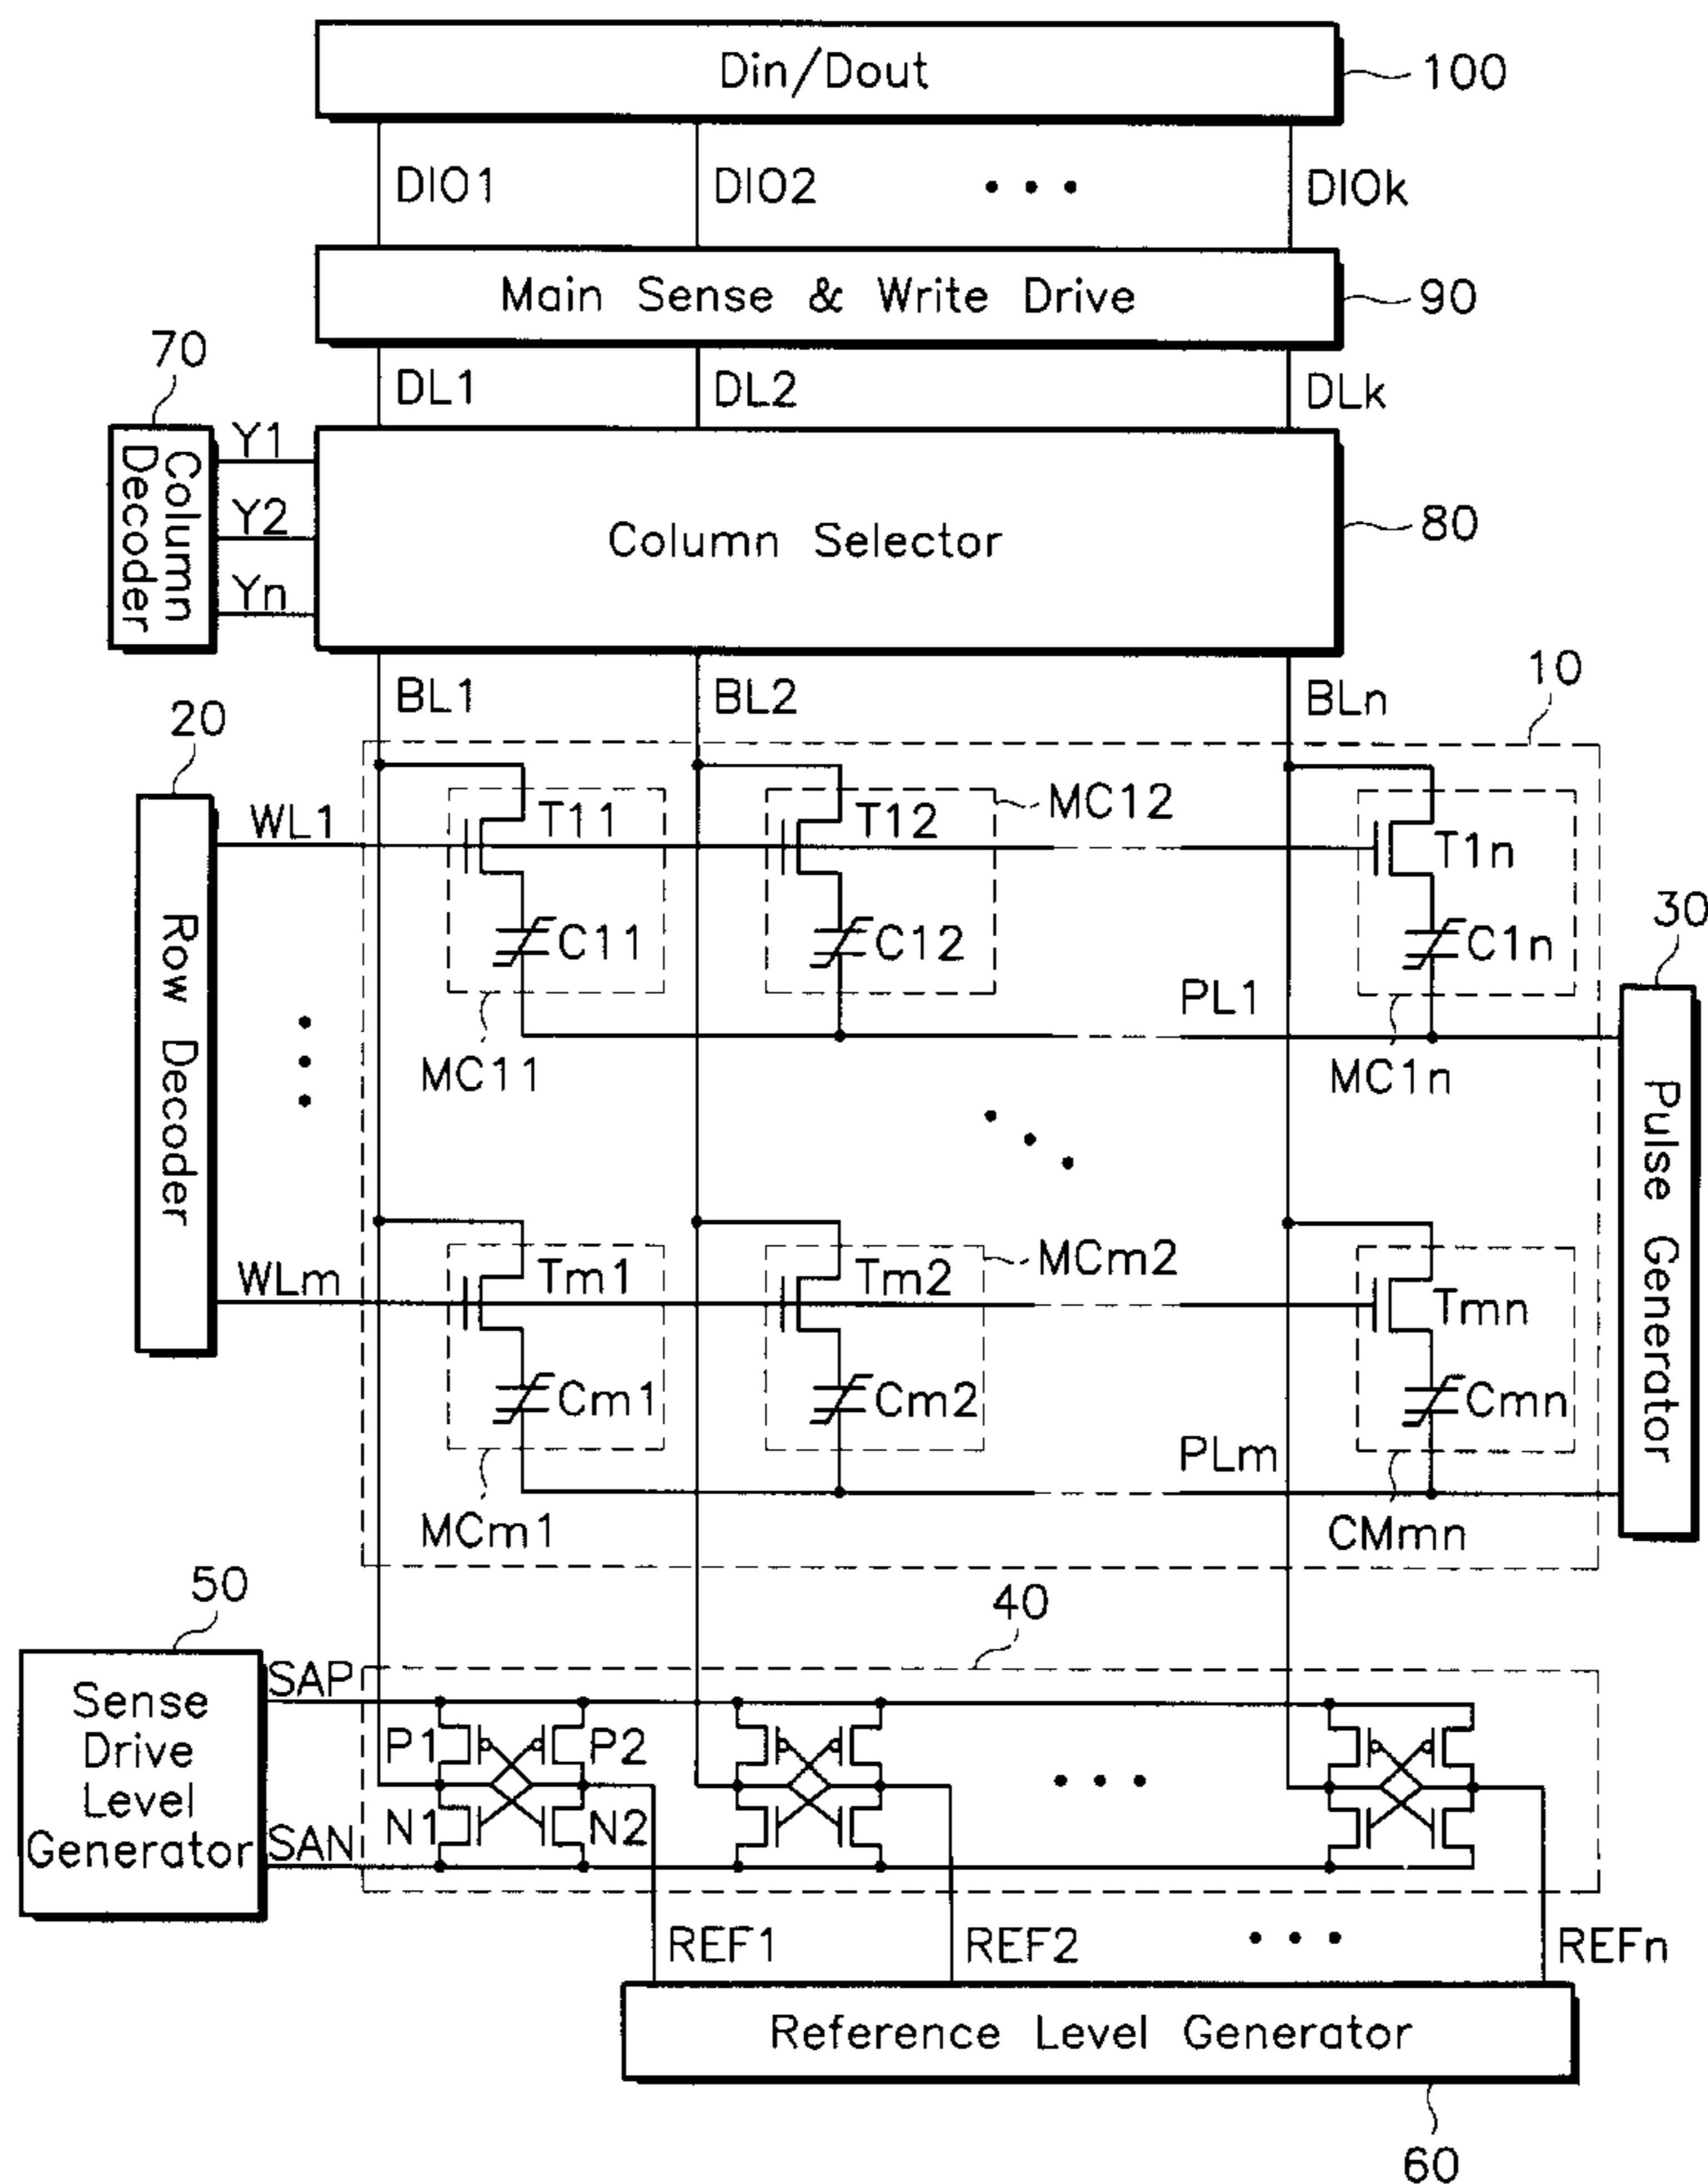 Din/Dout
100
DIO1
DIO2
DIOk
Main Sense & Write Drive
90
70
DL1
DL2
DLk
Column
Decoder
Y1
Y2
Yn
Column Selector
80
BL1
BL2
BLn
10
20
WL1
T11
T12
MC12
T1n
Row Decoder
C11
C12
C1n
30
PL1
MC11
MC1n
Pulse Generator
WLm
Tm1
Tm2
MCm2
Tmn
Cm1
Cm2
Cmn
PLm
MCm1
CMmn
50
40
Sense
Drive
Level
Generator
SAP
P1
P2
N1
N2
SAN
REF1
REF2
REFn
Reference Level Generator
60